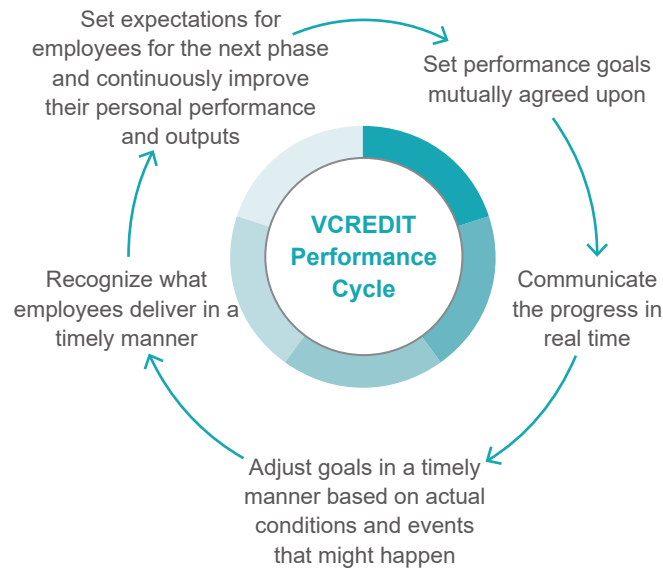 Set expectations for
employees for the next phase
and continuously improve
their personal performance
and outputs
Set performance goals
mutually agreed upon
VCREDIT
Performance
Cycle
Communicate
the progress in
real time
Recognize what
employees deliver in a
timely manner
Adjust goals in a timely
manner based on actual
conditions and events
that might happen